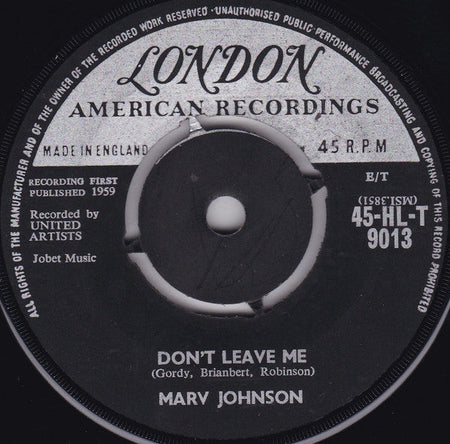 ALL RIGHTS OF THE MANUFACTURER AND OF THE OWNER OF THE RECORDED WORK RESERVED · UNAUTHORISED PUBLIC PERFORMANCE BROADCASTING AND COPYING OF THIS RECORD PROHIBITED
LONDON
AMERICAN RECORDINGS
MADE IN ENGLAND
45 R.P.M
RECORDING FIRST
PUBLISHED 1959
E/T
(MSI.3851)
Recorded by
UNITED
ARTISTS
45-HL-T
9013
Jobet Music
DON'T LEAVE ME
(Gordy, Brianbert, Robinson)
MARV JOHNSON